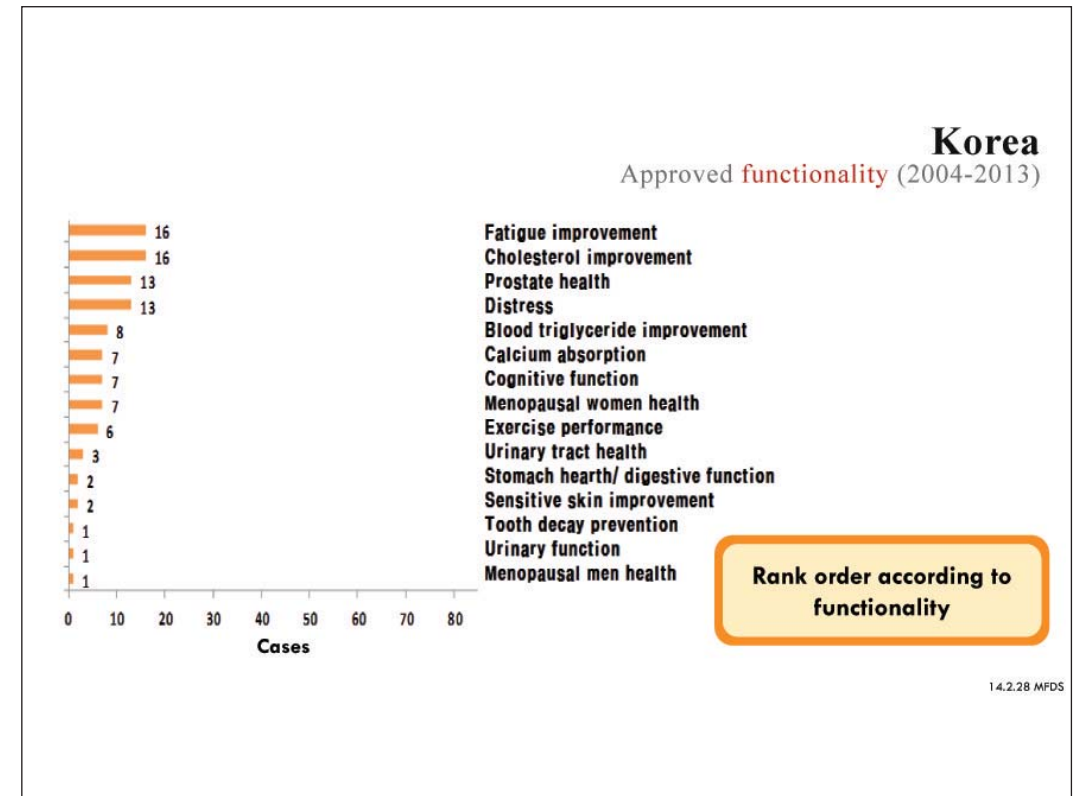 Korea
Approved functionality (2004-2013)
16 Fatigue improvement
16 Cholesterol improvement
13 Prostate health
13 Distress
8 Blood triglyceride improvement
7 Calcium absorption
7 Cognitive function
7 Menopausal women health
6 Exercise performance
3 Urinary tract health
2 Stomach hearth/ digestive function
2 Sensitive skin improvement
1 Tooth decay prevention
1 Urinary function
1 Menopausal men health
0 10 20 30 40 50 60 70 80
Cases
Rank order according to
functionality
14.2.28 MFDS